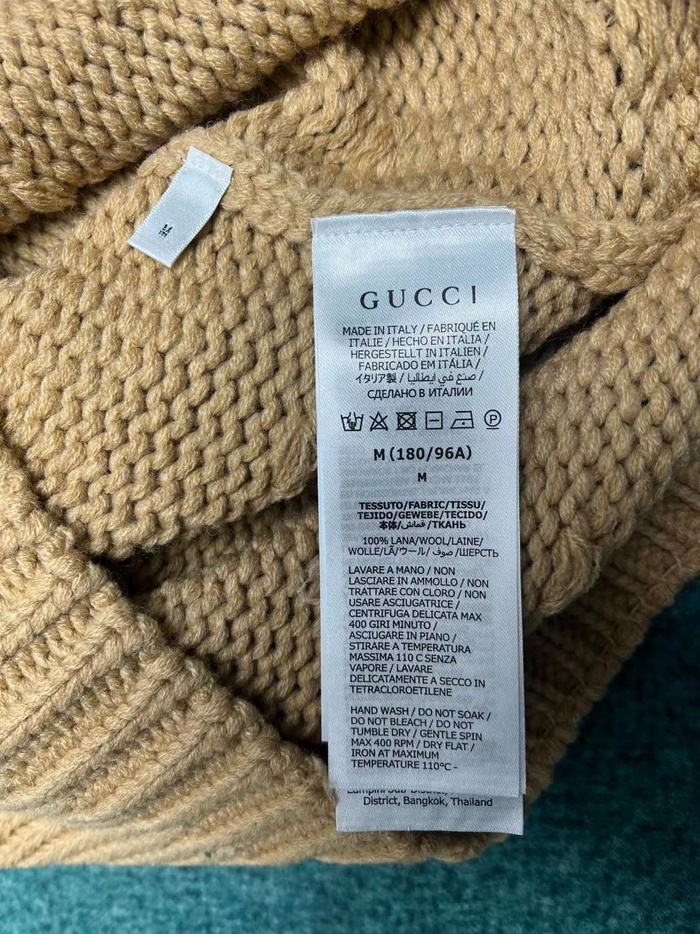 M
GUCCI
MADE IN ITALY / FABRIQUÉ EN
ITALIE / HECHO EN ITALIA /
HERGESTELLT IN ITALIEN /
FABRICADO EM ITÁLIA /
イタリア製 / صنع في ايطاليا /
СДЕЛАНО В ИТАЛИИ
P
M (180/96A)
M
TESSUTO/FABRIC/TISSU/
TEJIDO/GEWEBE/TECIDO/
本体/قماش/ТКАНЬ
100% LANA/WOOL/LAINE/
WOLLE/LÃ/ウール/ صوف /ШЕРСТЬ
LAVARE A MANO / NON
LASCIARE IN AMMOLLO / NON
TRATTARE CON CLORO / NON
USARE ASCIUGATRICE /
CENTRIFUGA DELICATA MAX
400 GIRI MINUTO /
ASCIUGARE IN PIANO /
STIRARE A TEMPERATURA
MASSIMA 110 C SENZA
VAPORE / LAVARE
DELICATAMENTE A SECCO IN
TETRACLOROETILENE
HAND WASH / DO NOT SOAK /
DO NOT BLEACH / DO NOT
TUMBLE DRY / GENTLE SPIN
MAX 400 RPM / DRY FLAT /
IRON AT MAXIMUM
TEMPERATURE 110°C -
Lumpini Sub-District,
District, Bangkok, Thailand